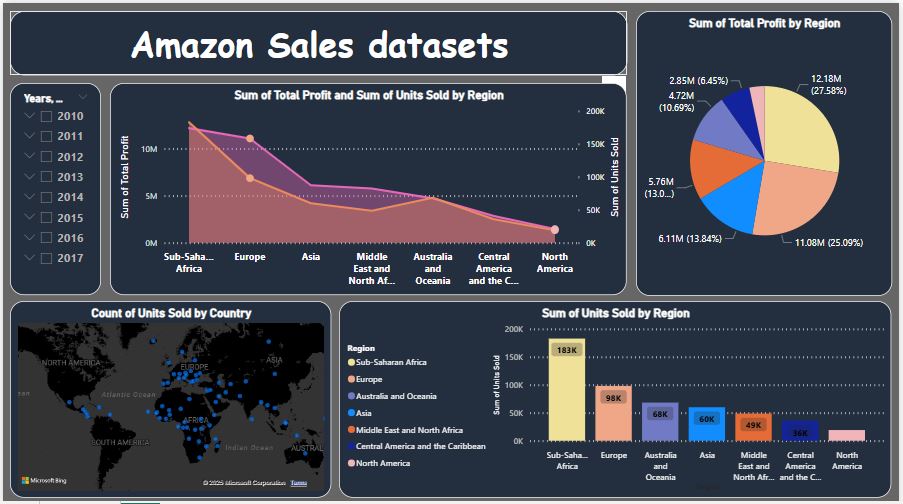 Amazon Sales datasets
Years, ...
2010
2011
2012
2013
2014
2015
2016
2017
Sum of Total Profit and Sum of Units Sold by Region
Sum of Total Profit
10M
5M
0M
200K
150K
100K
50K
0K
Sum of Units Sold
Sub-Saha...
Africa
Europe
Asia
Middle
East and
North Af...
Australia
and
Oceania
Central
America
and the C...
North
America
Sum of Total Profit by Region
12.18M
(27.58%)
11.08M (25.09%)
6.11M (13.84%)
5.76M
(13.0...)
4.72M
(10.69%)
2.85M (6.45%)
Count of Units Sold by Country
NORTH AMERICA
EUROPE
ASIA
Atlantic Ocean
AFRICA
SOUTH AMERICA
Indian Ocean
AUSTRAL
Microsoft Bing
© 2025 Microsoft Corporation Terms
Sum of Units Sold by Region
Region
Sub-Saharan Africa
Europe
Australia and Oceania
Asia
Middle East and North Africa
Central America and the Caribbean
North America
Sum of Units Sold
200K
150K
100K
50K
0K
183K
98K
68K
60K
49K
36K
Sub-Saha...
Africa
Europe
Australia
and
Oceania
Asia
Middle
East and
North Af...
Central
America
and the C...
North
America